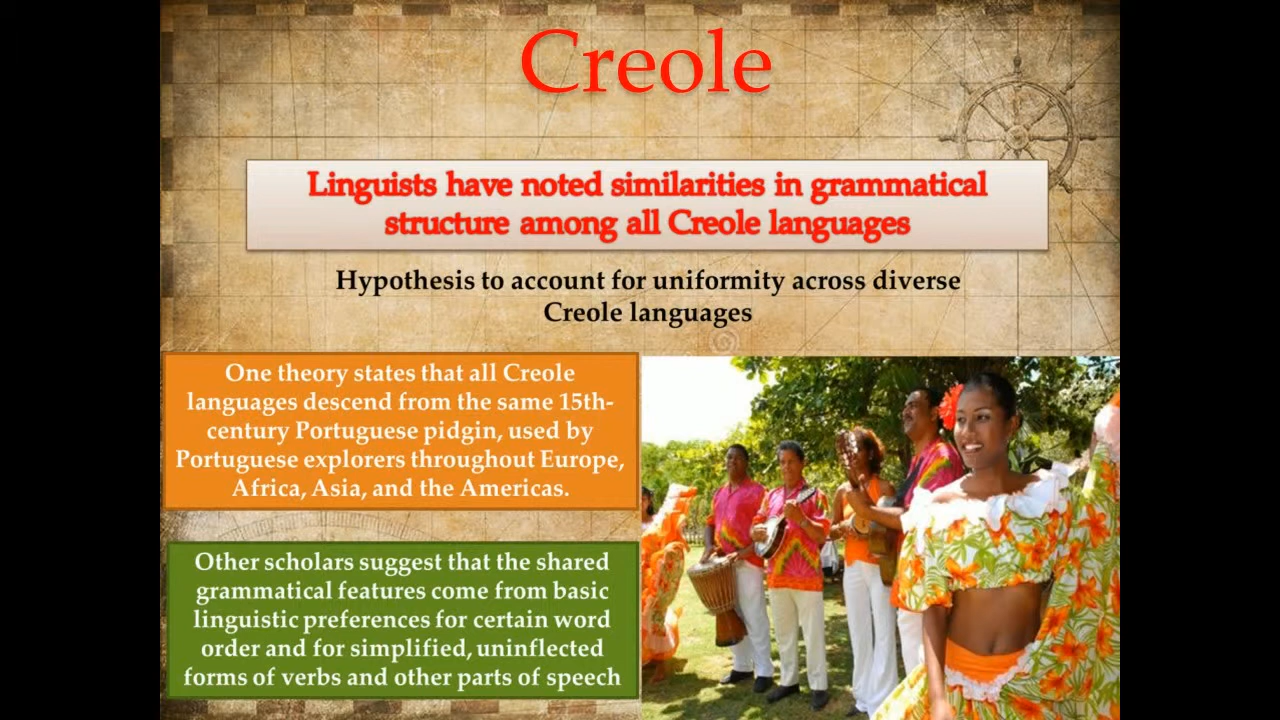 Creole
Linguists have noted similarities in grammatical
structure among all Creole languages
Hypothesis to account for uniformity across diverse
Creole languages
One theory states that all Creole
languages descend from the same 15th-
century Portuguese pidgin, used by
Portuguese explorers throughout Europe,
Africa, Asia, and the Americas.
Other scholars suggest that the shared
grammatical features come from basic
linguistic preferences for certain word
order and for simplified, uninflected
forms of verbs and other parts of speech